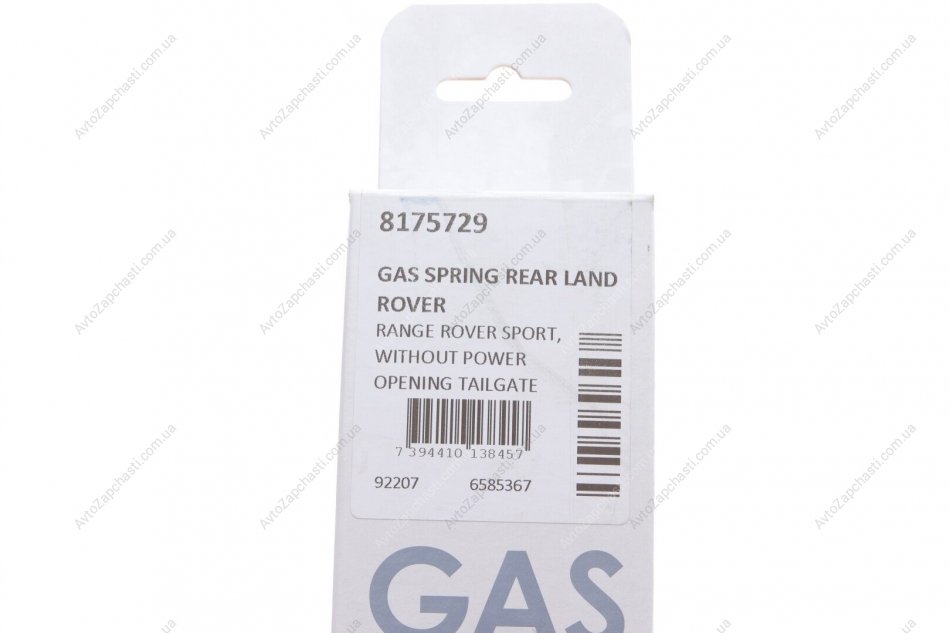 8175729
GAS SPRING REAR LAND
ROVER
RANGE ROVER SPORT,
WITHOUT POWER
OPENING TAILGATE
7 394410 138457
92207 6585367
GAS
AvtoZapchasti.com.ua